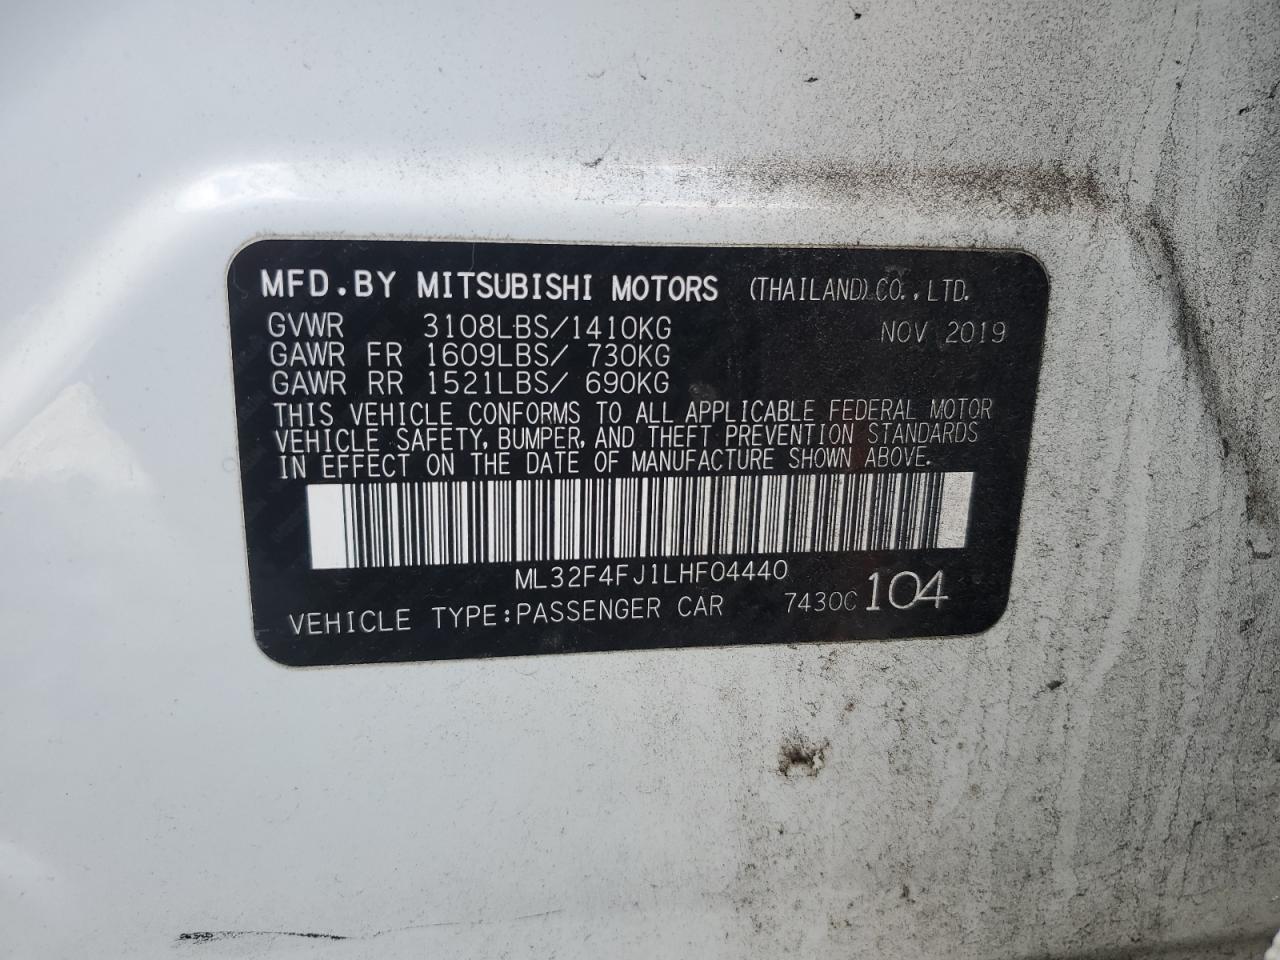 MFD.BY MITSUBISHI MOTORS (THAILAND)CO.,LTD.
GVWR 3108LBS/1410KG NOV 2019
GAWR FR 1609LBS/ 730KG
GAWR RR 1521LBS/ 690KG
THIS VEHICLE CONFORMS TO ALL APPLICABLE FEDERAL MOTOR
VEHICLE SAFETY, BUMPER, AND THEFT PREVENTION STANDARDS
IN EFFECT ON THE DATE OF MANUFACTURE SHOWN ABOVE.
ML32F4FJ1LHF04440
VEHICLE TYPE:PASSENGER CAR 7430C 104